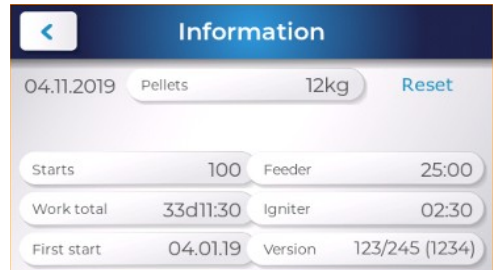 Information
04.11.2019 Pellets 12kg Reset
Starts 100 Feeder 25:00
Work total 33d11:30 Igniter 02:30
First start 04.01.19 Version 123/245 (1234)